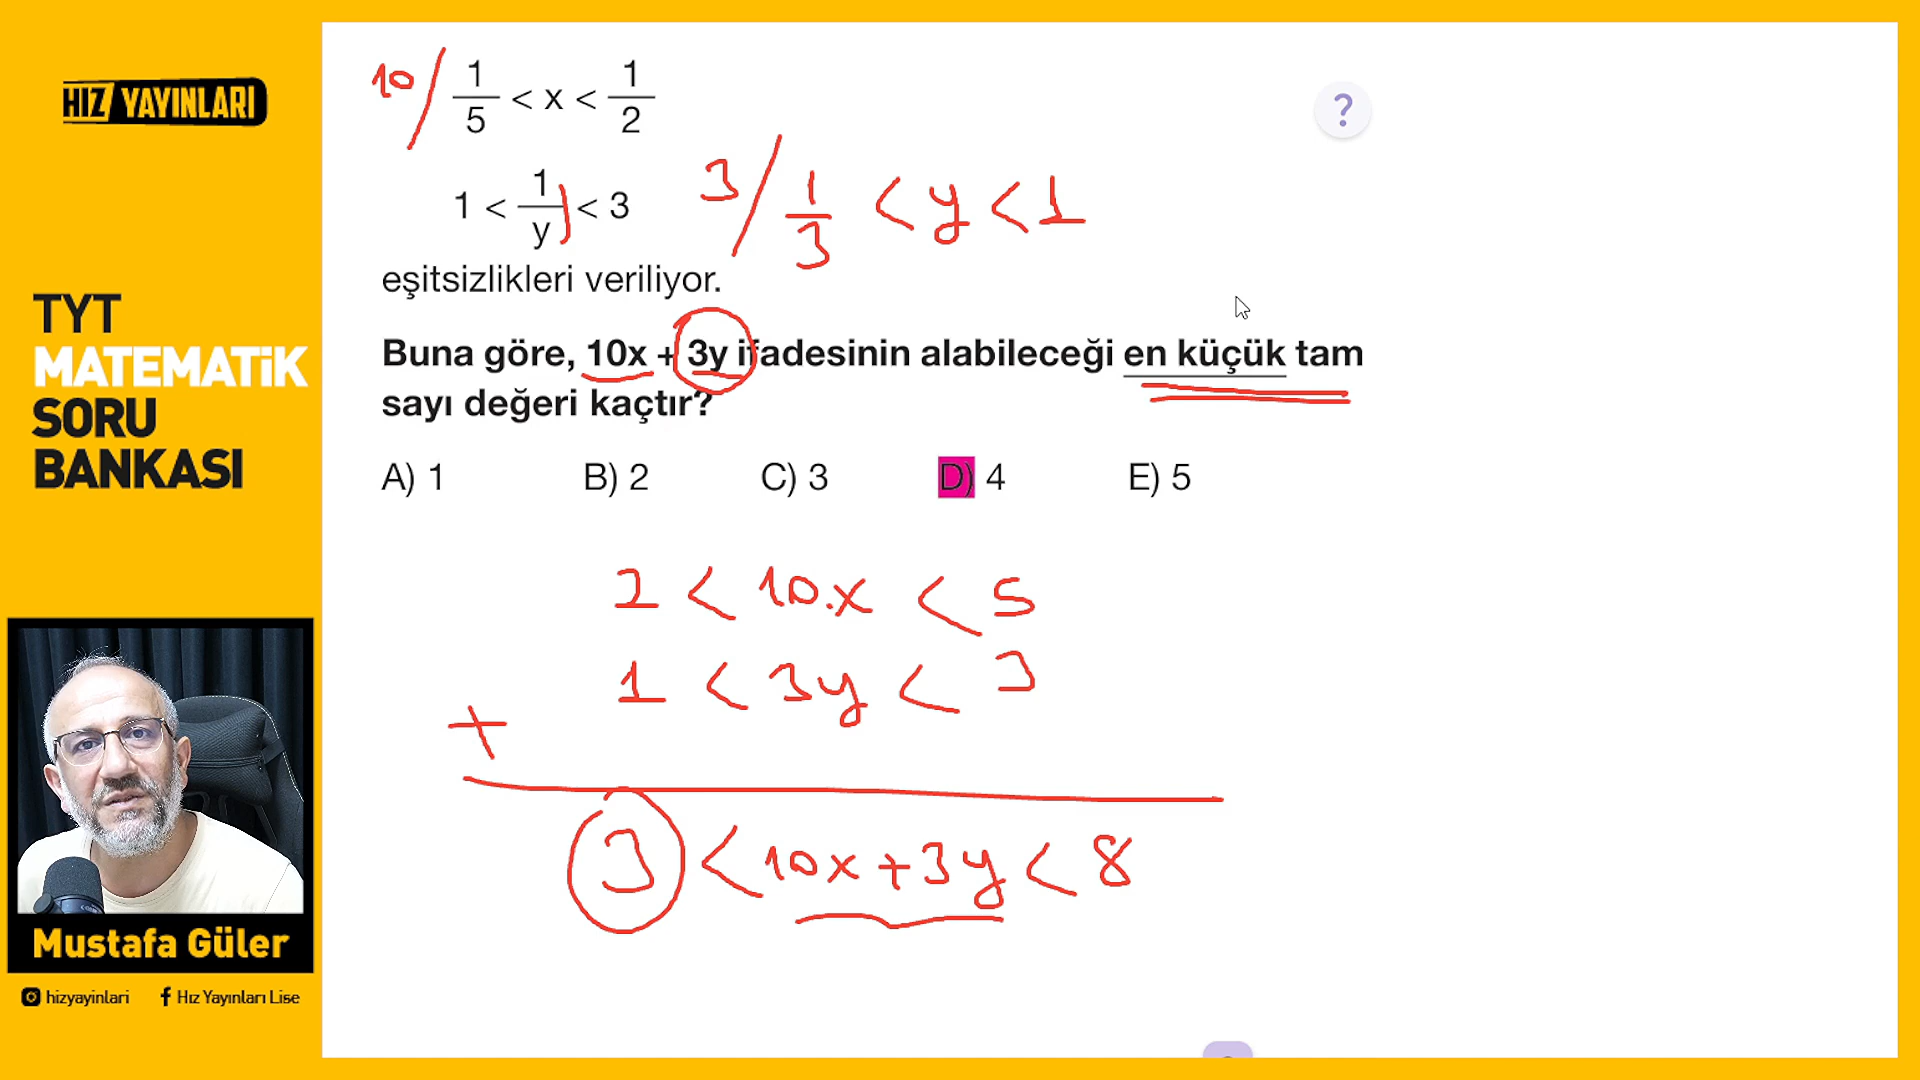 HIZ YAYINLARI
TYT
MATEMATİK
SORU
BANKASI
Mustafa Güler
hizyayinlari
Hız Yayınları Lise
10 / 1/5 < x < 1/2
?
1 < 1/y < 3
3 / 1/3 < y < 1
eşitsizlikleri veriliyor.
Buna göre, 10x + 3y ifadesinin alabileceği en küçük tam
sayı değeri kaçtır?
A) 1 B) 2 C) 3 D) 4 E) 5
2 < 10.x < 5
1 < 3y < 3
+
3 < 10x + 3y < 8